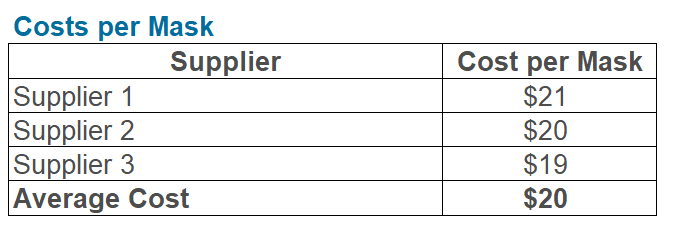 Costs per Mask
Supplier Cost per Mask
Supplier 1 $21
Supplier 2 $20
Supplier 3 $19
Average Cost $20